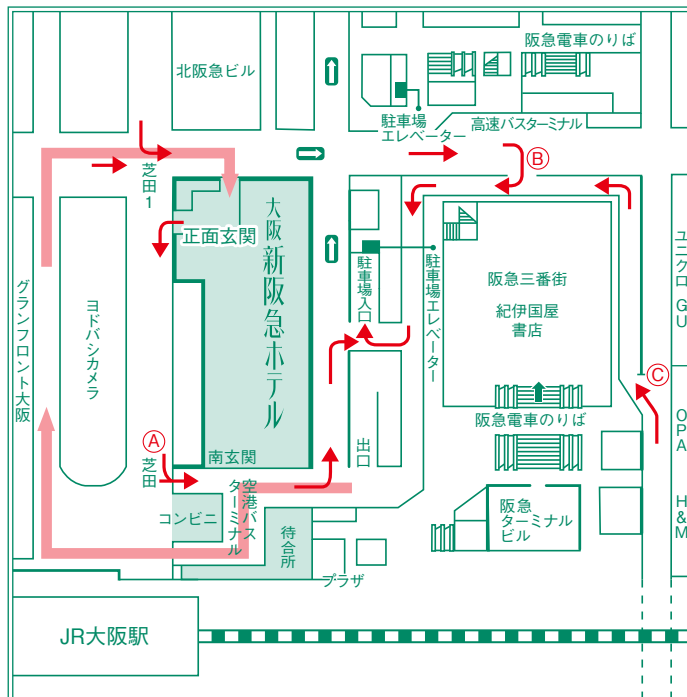 阪急電車のりば
北阪急ビル
駐車場
エレベーター
高速バスターミナル
B
芝田1
正面玄関
大阪
新阪急ホテル
駐車場入口
駐車場エレベーター
阪急三番街
紀伊国屋
書店
ユニクロ GU
グランフロント大阪
ヨドバシカメラ
C
OPA
阪急電車のりば
A
芝田
南玄関
出口
空港バス
ターミナル
コンビニ
待合所
阪急
ターミナル
ビル
H&M
プラザ
JR大阪駅